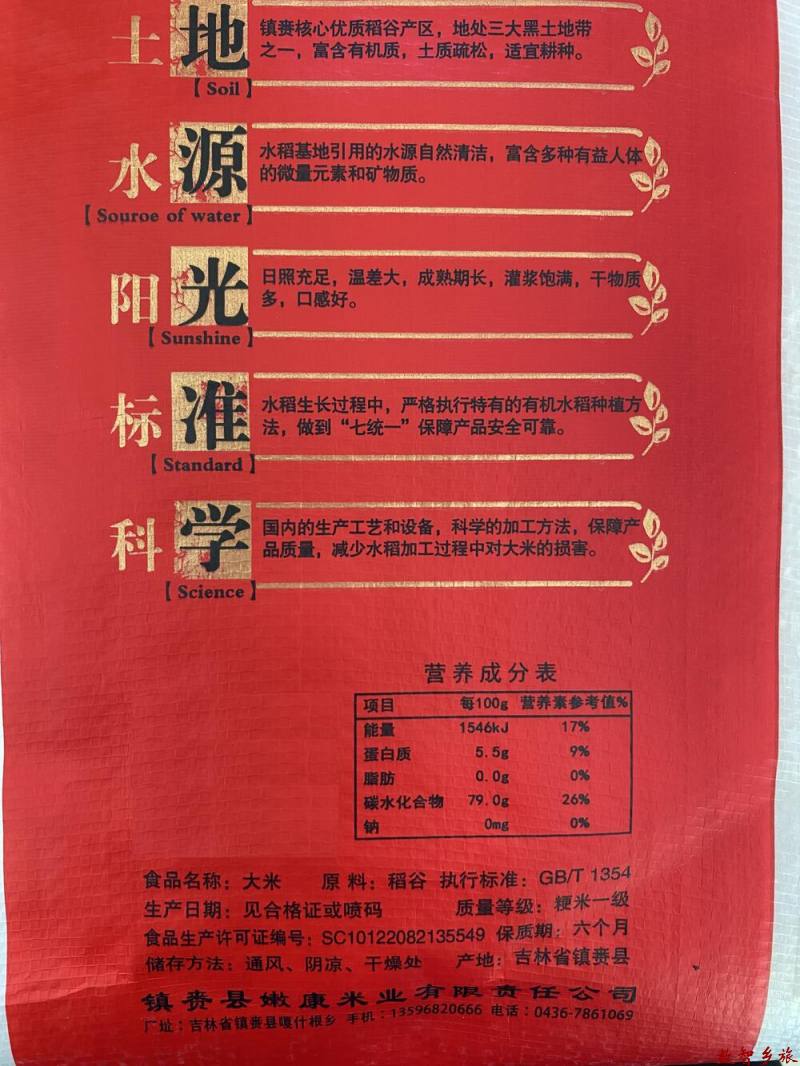 土地
镇赉核心优质稻谷产区，地处三大黑土地带
之一，富含有机质，土质疏松，适宜耕种。
【Soil】
水源
水稻基地引用的水源自然清洁，富含多种有益人体
的微量元素和矿物质。
【Souroe of water】
阳光
日照充足，温差大，成熟期长，灌浆饱满，干物质
多，口感好。
【Sunshine】
标准
水稻生长过程中，严格执行特有的有机水稻种植方
法，做到“七统一”保障产品安全可靠。
【Standard】
科学
国内的生产工艺和设备，科学的加工方法，保障产
品质量，减少水稻加工过程中对大米的损害。
【Science】
营养成分表
项目 每100g 营养素参考值%
能量 1546kJ 17%
蛋白质 5.5g 9%
脂肪 0.0g 0%
碳水化合物 79.0g 26%
钠 0mg 0%
食品名称：大米 原料：稻谷 执行标准：GB/T 1354
生产日期：见合格证或喷码 质量等级：粳米一级
食品生产许可证编号：SC10122082135549 保质期：六个月
储存方法：通风、阴凉、干燥处 产地：吉林省镇赉县
镇赉县嫩康米业有限责任公司
厂址：吉林省镇赉县嘎什根乡 手机：13596820666 电话：0436-7861069
数智乡旅